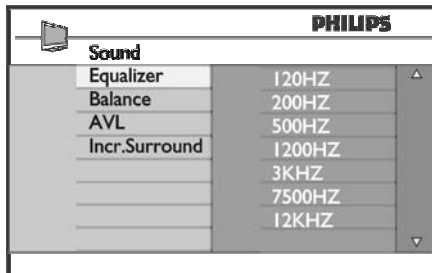 PHILIPS
Sound
Equalizer 120HZ
Balance 200HZ
AVL 500HZ
Incr.Surround 1200HZ
3KHZ
7500HZ
12KHZ